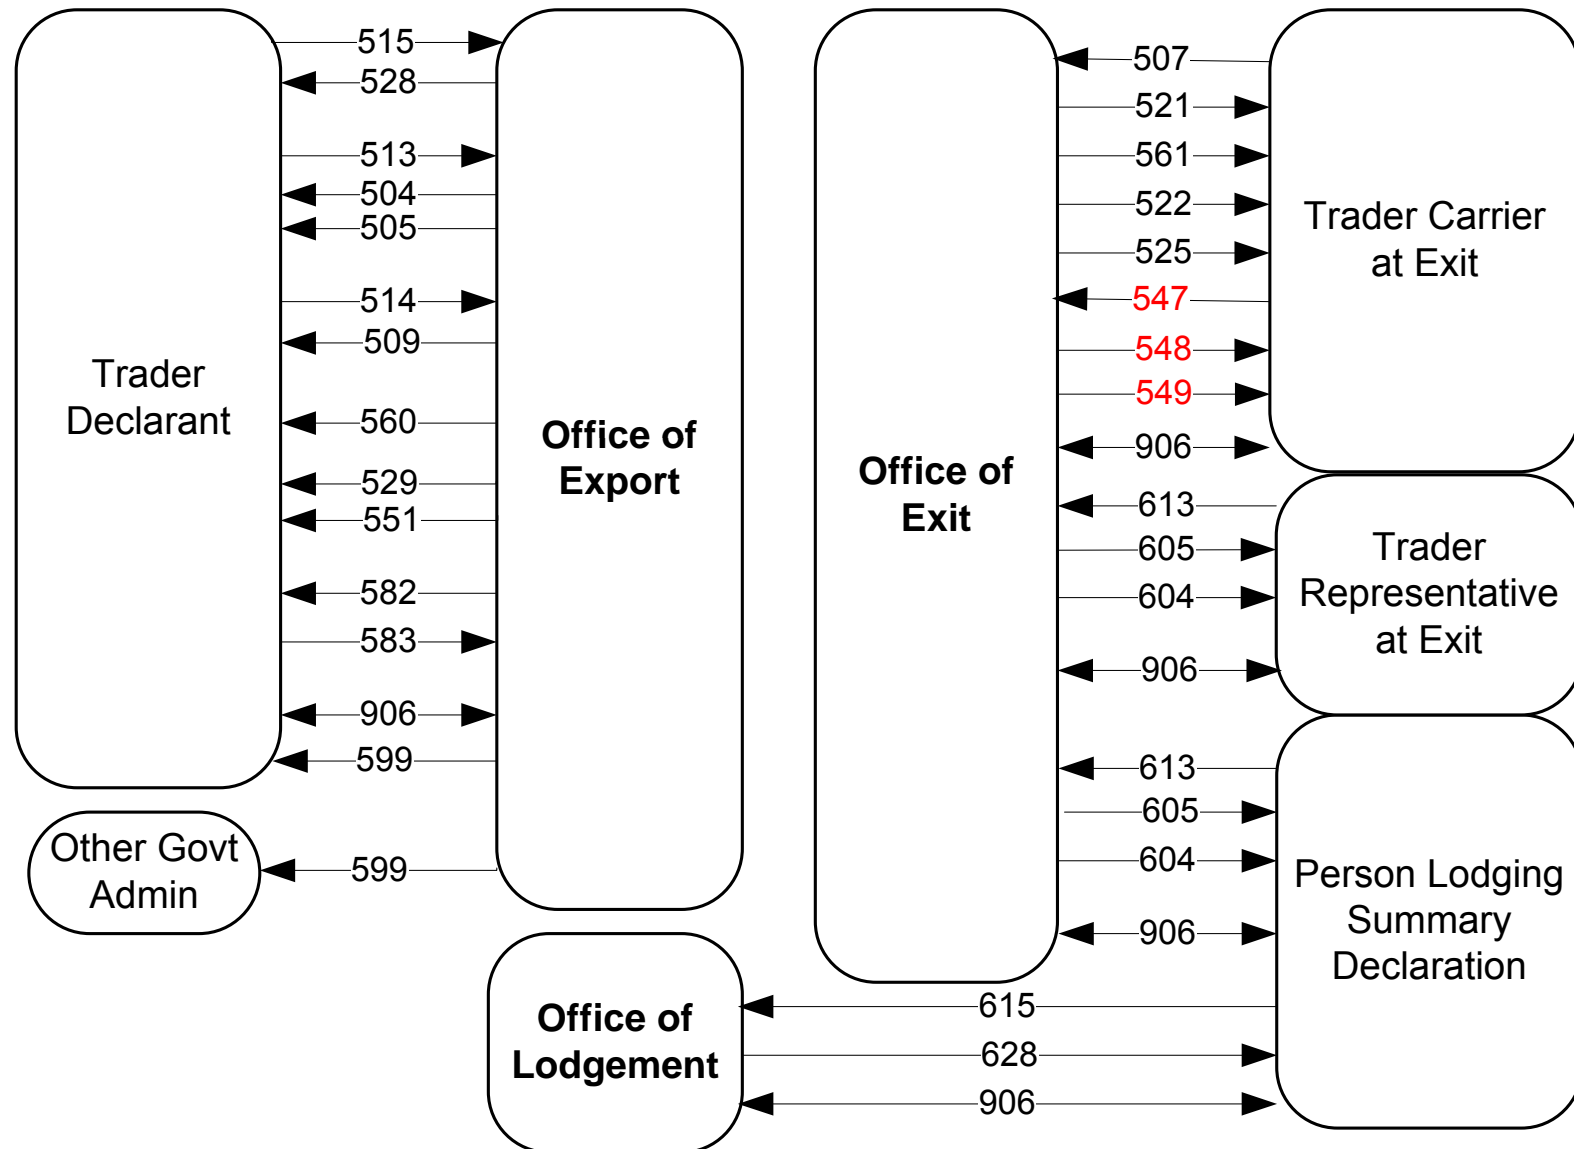 515
528
513
504
505
514
509
560
529
551
582
583
906
599
Trader
Declarant
Office of
Export
Other Govt
Admin
599
507
521
561
522
525
547
548
549
906
Office of
Exit
Trader Carrier
at Exit
613
605
604
906
Trader
Representative
at Exit
613
605
604
906
Person Lodging
Summary
Declaration
Office of
Lodgement
615
628
906